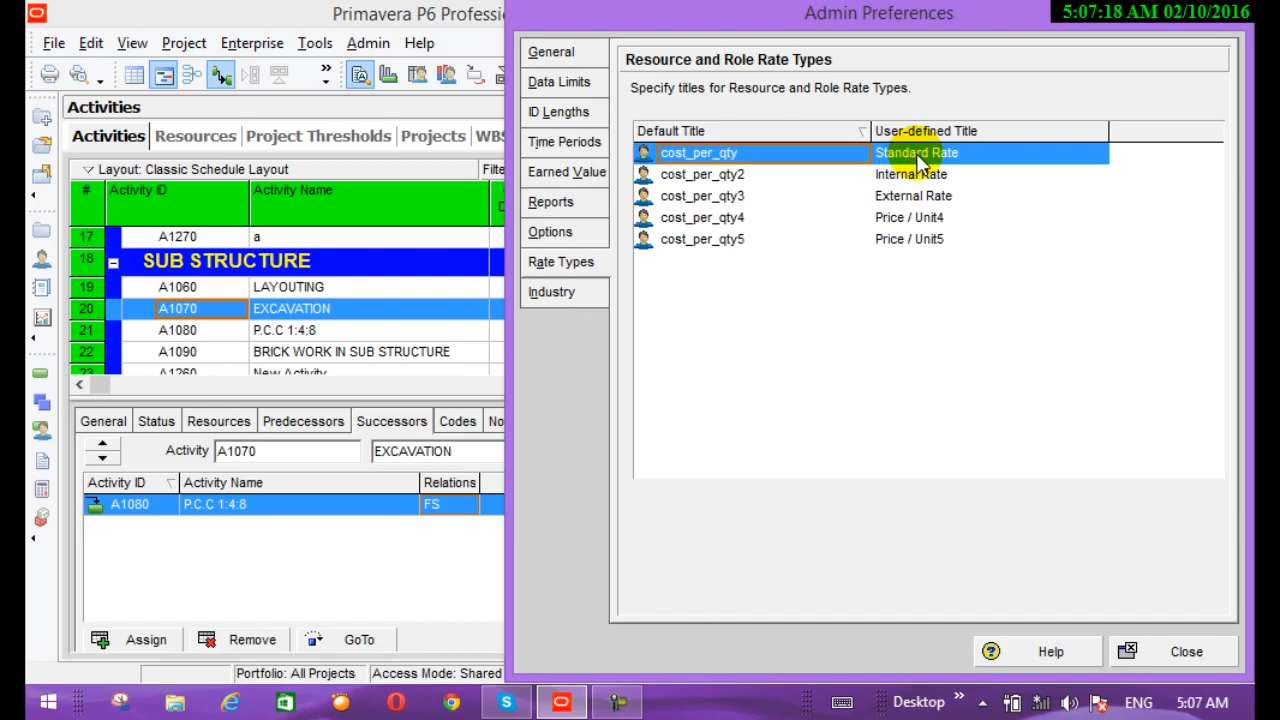 Primavera P6 Professi
Admin Preferences
5:07:18 AM 02/10/2016
File Edit View Project Enterprise Tools Admin Help
Activities
Activities Resources Project Thresholds Projects WBS
Layout: Classic Schedule Layout Filte
# Activity ID Activity Name
17 A1270 a
18 SUB STRUCTURE
19 A1060 LAYOUTING
20 A1070 EXCAVATION
21 A1080 P.C.C 1:4:8
22 A1090 BRICK WORK IN SUB STRUCTURE
23 A1260 New Activity
General Status Resources Predecessors Successors Codes No
Activity A1070 EXCAVATION
Activity ID Activity Name Relations
A1080 P.C.C 1:4:8 FS
Assign Remove GoTo
Portfolio: All Projects Access Mode: Shared
General
Data Limits
ID Lengths
Time Periods
Earned Value
Reports
Options
Rate Types
Industry
Resource and Role Rate Types
Specify titles for Resource and Role Rate Types.
Default Title User-defined Title
cost_per_qty Standard Rate
cost_per_qty2 Internal Rate
cost_per_qty3 External Rate
cost_per_qty4 Price / Unit4
cost_per_qty5 Price / Unit5
Help Close
Desktop ENG 5:07 AM